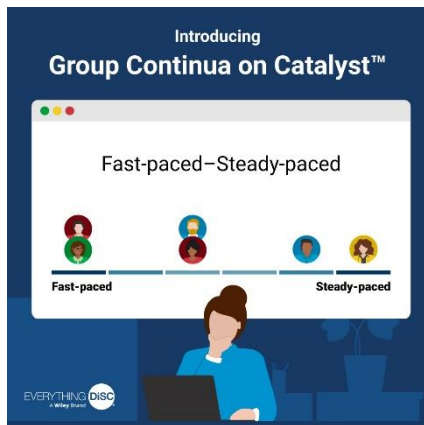 Introducing
Group Continua on Catalyst™
Fast-paced–Steady-paced
Fast-paced Steady-paced
EVERYTHING DiSC
A Wiley Brand